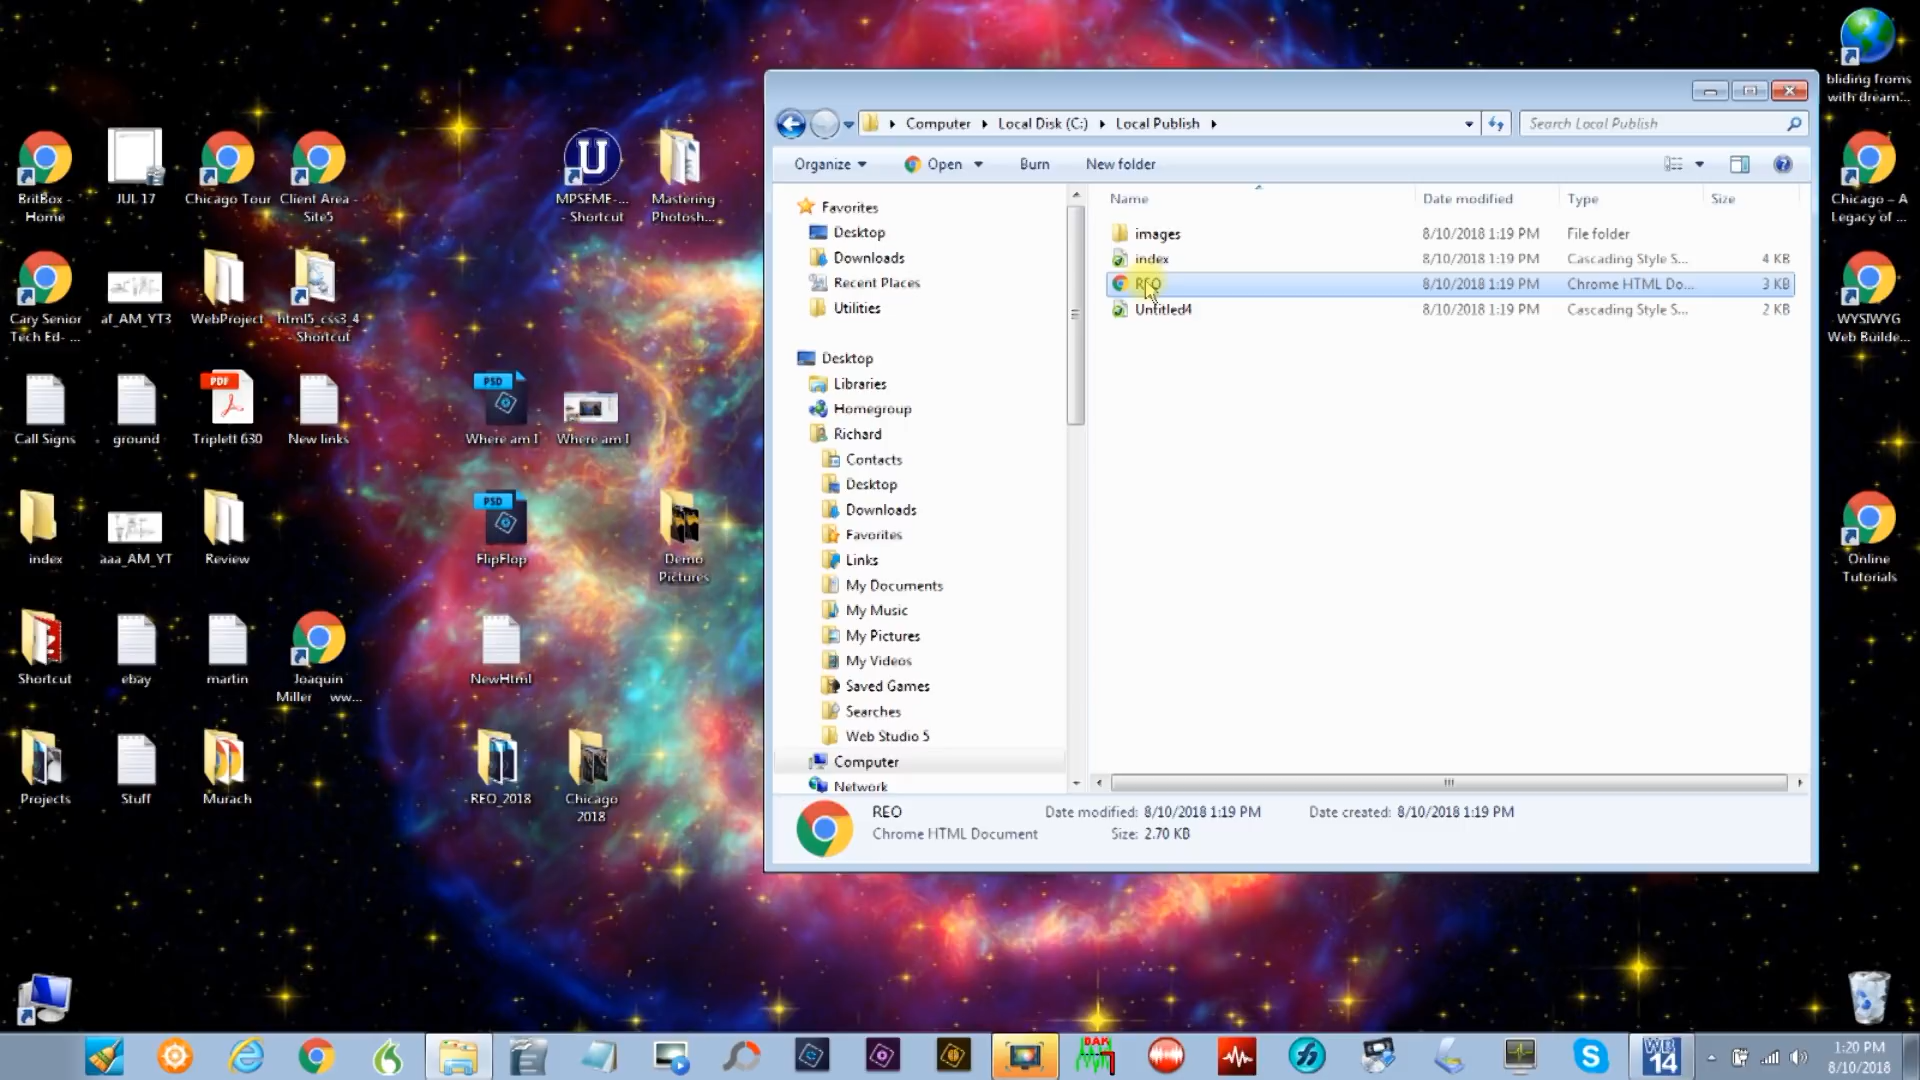 bliding froms
with dream...
Computer
Local Disk (C:)
Local Publish
Search Local Publish
Organize
Open
Burn
New folder
BritBox -
Home
JUL 17
Chicago Tour
Client Area -
Site5
MPSEME-...
- Shortcut
Mastering
Photosh...
Chicago – A
Legacy of ...
Favorites
Desktop
Downloads
Recent Places
Utilities
Desktop
Libraries
Homegroup
Richard
Contacts
Desktop
Downloads
Favorites
Links
My Documents
My Music
My Pictures
My Videos
Saved Games
Searches
Web Studio 5
Computer
Network
Name
Date modified
Type
Size
images
8/10/2018 1:19 PM
File folder
index
8/10/2018 1:19 PM
Cascading Style S...
4 KB
REO
8/10/2018 1:19 PM
Chrome HTML Do...
3 KB
Untitled4
8/10/2018 1:19 PM
Cascading Style S...
2 KB
Cary Senior
Tech Ed- ...
af_AM_YT3
WebProject
html5_css3_4
- Shortcut
WYSIWYG
Web Builde...
Call Signs
ground
PDF
Triplett 630
New links
PSD
Where am I
Where am I
index
aaa_AM_YT
Review
PSD
FlipFlop
Demo
Pictures
Online
Tutorials
Shortcut
ebay
martin
Joaquin
Miller ww...
NewHtml
Projects
Stuff
Murach
REO_2018
Chicago
2018
REO
Chrome HTML Document
Date modified: 8/10/2018 1:19 PM
Size: 2.70 KB
Date created: 8/10/2018 1:19 PM
DAK
WB
14
1:20 PM
8/10/2018